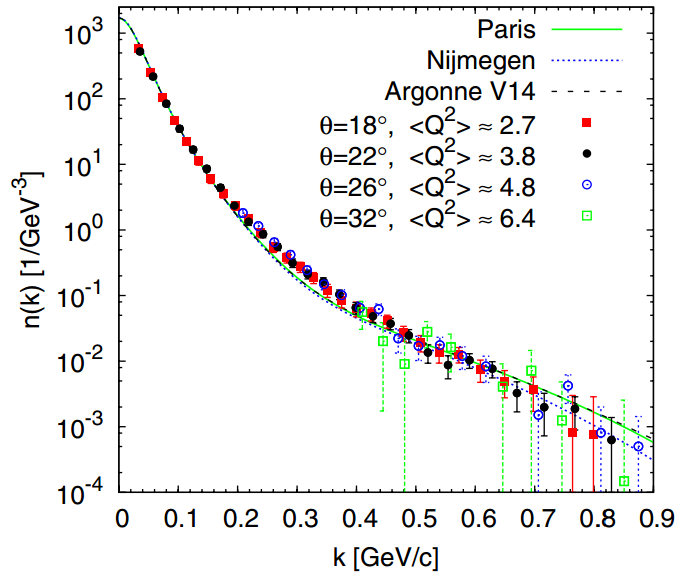 Paris
Nijmegen
Argonne V14
θ=18°, <Q²> ≈ 2.7
θ=22°, <Q²> ≈ 3.8
θ=26°, <Q²> ≈ 4.8
θ=32°, <Q²> ≈ 6.4
n(k) [1/GeV⁻³]
10³
10²
10¹
10⁰
10⁻¹
10⁻²
10⁻³
10⁻⁴
0 0.1 0.2 0.3 0.4 0.5 0.6 0.7 0.8 0.9
k [GeV/c]